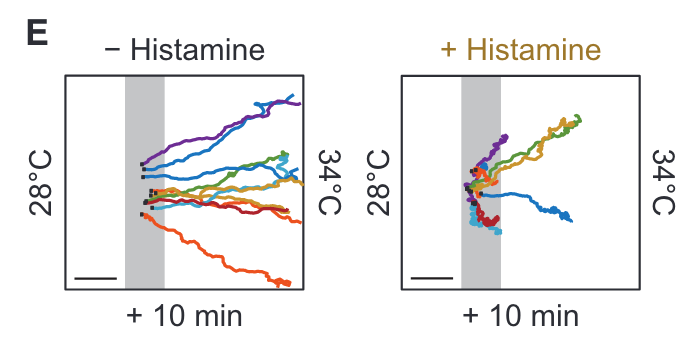 E
− Histamine
+ Histamine
28°C
34°C
28°C
34°C
+ 10 min
+ 10 min